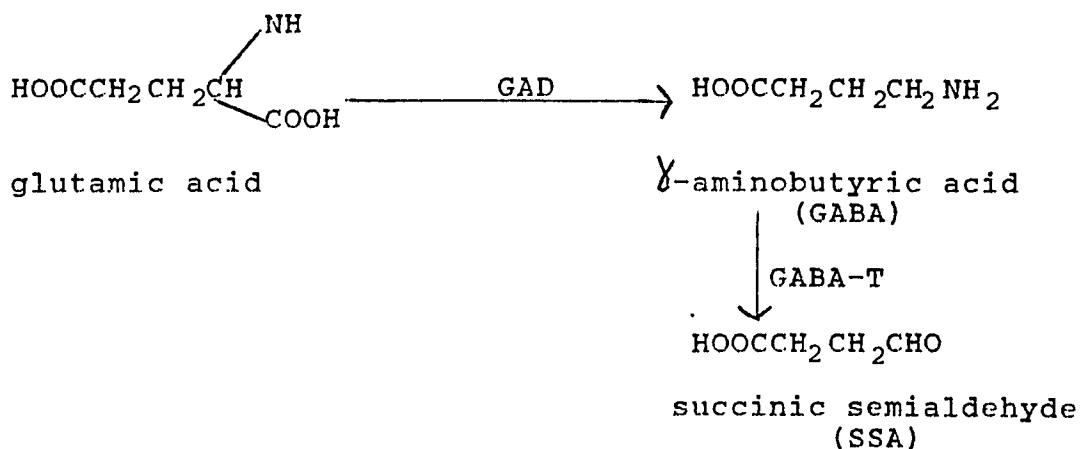 NH
HOOCCH₂CH₂CH
COOH
GAD
HOOCCH₂CH₂CH₂NH₂
glutamic acid
γ-aminobutyric acid
(GABA)
GABA-T
HOOCCH₂CH₂CHO
succinic semialdehyde
(SSA)